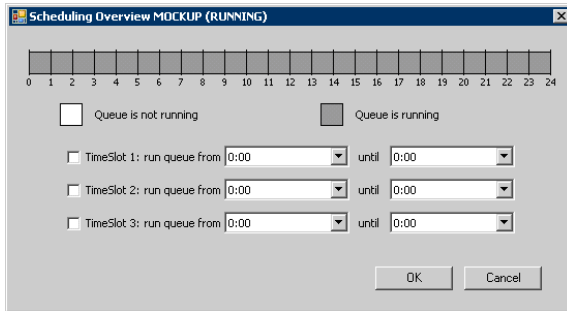 Scheduling Overview MOCKUP (RUNNING)
0 1 2 3 4 5 6 7 8 9 10 11 12 13 14 15 16 17 18 19 20 21 22 23 24
Queue is not running Queue is running
TimeSlot 1: run queue from 0:00 until 0:00
TimeSlot 2: run queue from 0:00 until 0:00
TimeSlot 3: run queue from 0:00 until 0:00
OK Cancel